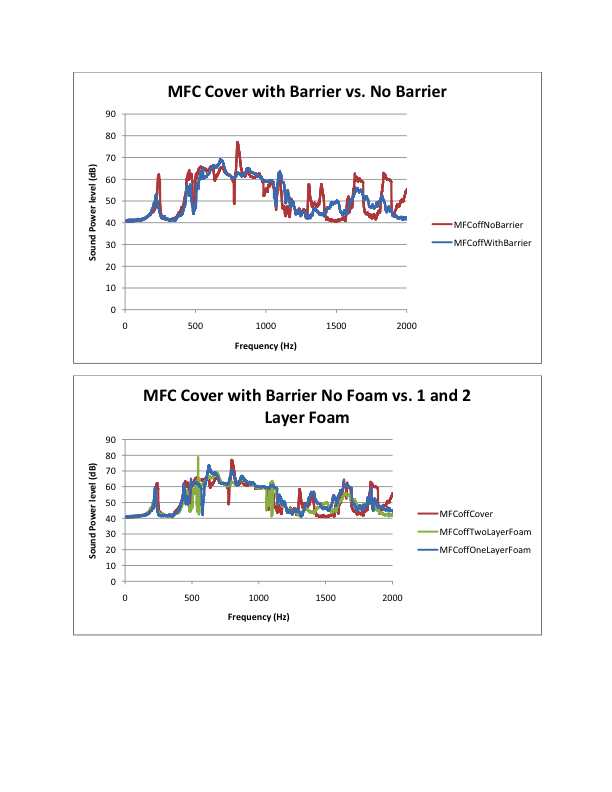 MFC Cover with Barrier vs. No Barrier
90
80
70
60
50
40
30
20
10
0
Sound Power level (dB)
0 500 1000 1500 2000
Frequency (Hz)
MFCoffNoBarrier
MFCoffWithBarrier
MFC Cover with Barrier No Foam vs. 1 and 2
Layer Foam
90
80
70
60
50
40
30
20
10
0
Sound Power level (dB)
0 500 1000 1500 2000
Frequency (Hz)
MFCoffCover
MFCoffTwoLayerFoam
MFCoffOneLayerFoam